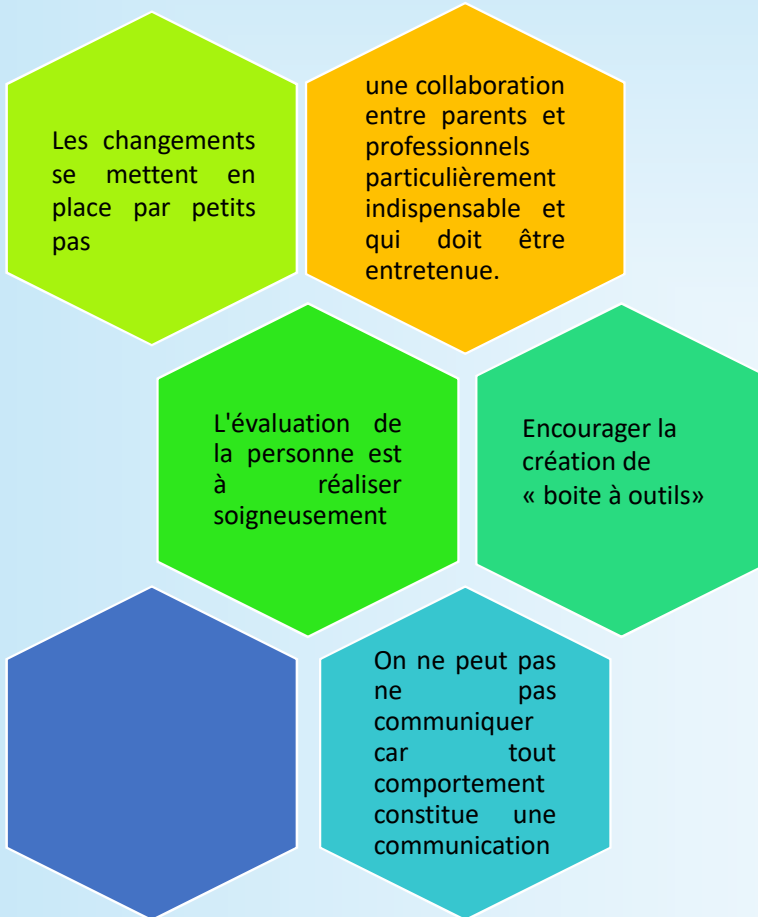 Les changements
se mettent en
place par petits
pas
une collaboration
entre parents et
professionnels
particulièrement
indispensable et
qui doit être
entretenue.
L'évaluation de
la personne est
à réaliser
soigneusement
Encourager la
création de
« boite à outils»
On ne peut pas
ne pas
communiquer
car tout
comportement
constitue une
communication